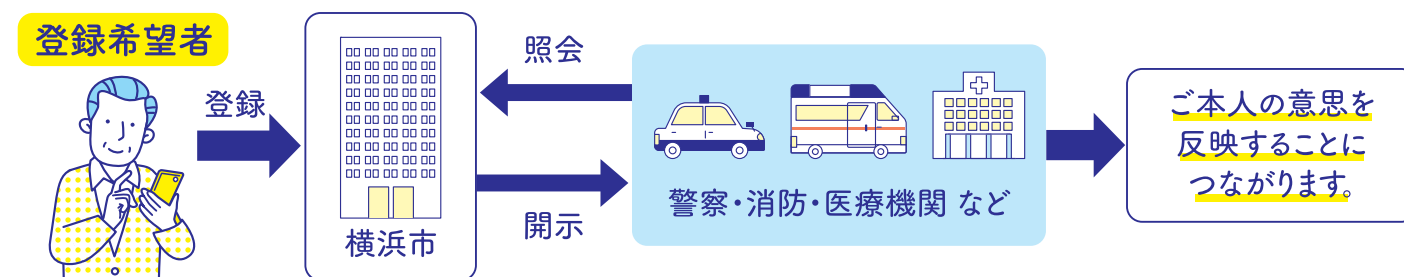 登録希望者
登録
横浜市
照会
開示
警察・消防・医療機関 など
ご本人の意思を
反映することに
つながります。